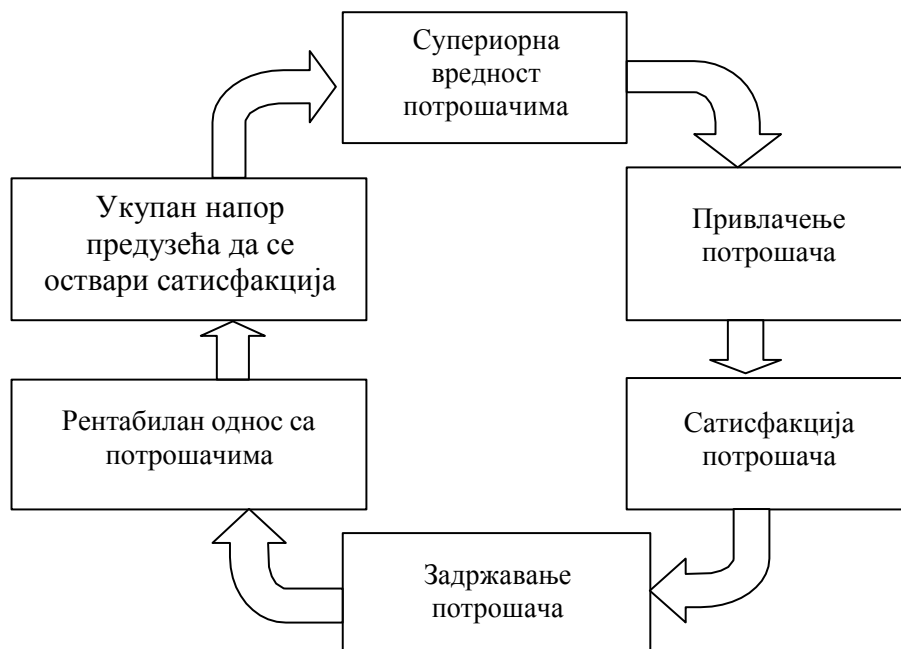 Супериорна
вредност
потрошачима
Укупан напор
предузећа да се
оствари сатисфакција
Привлачење
потрошача
Рентабилан однос са
потрошачима
Сатисфакција
потрошача
Задржавање
потрошача